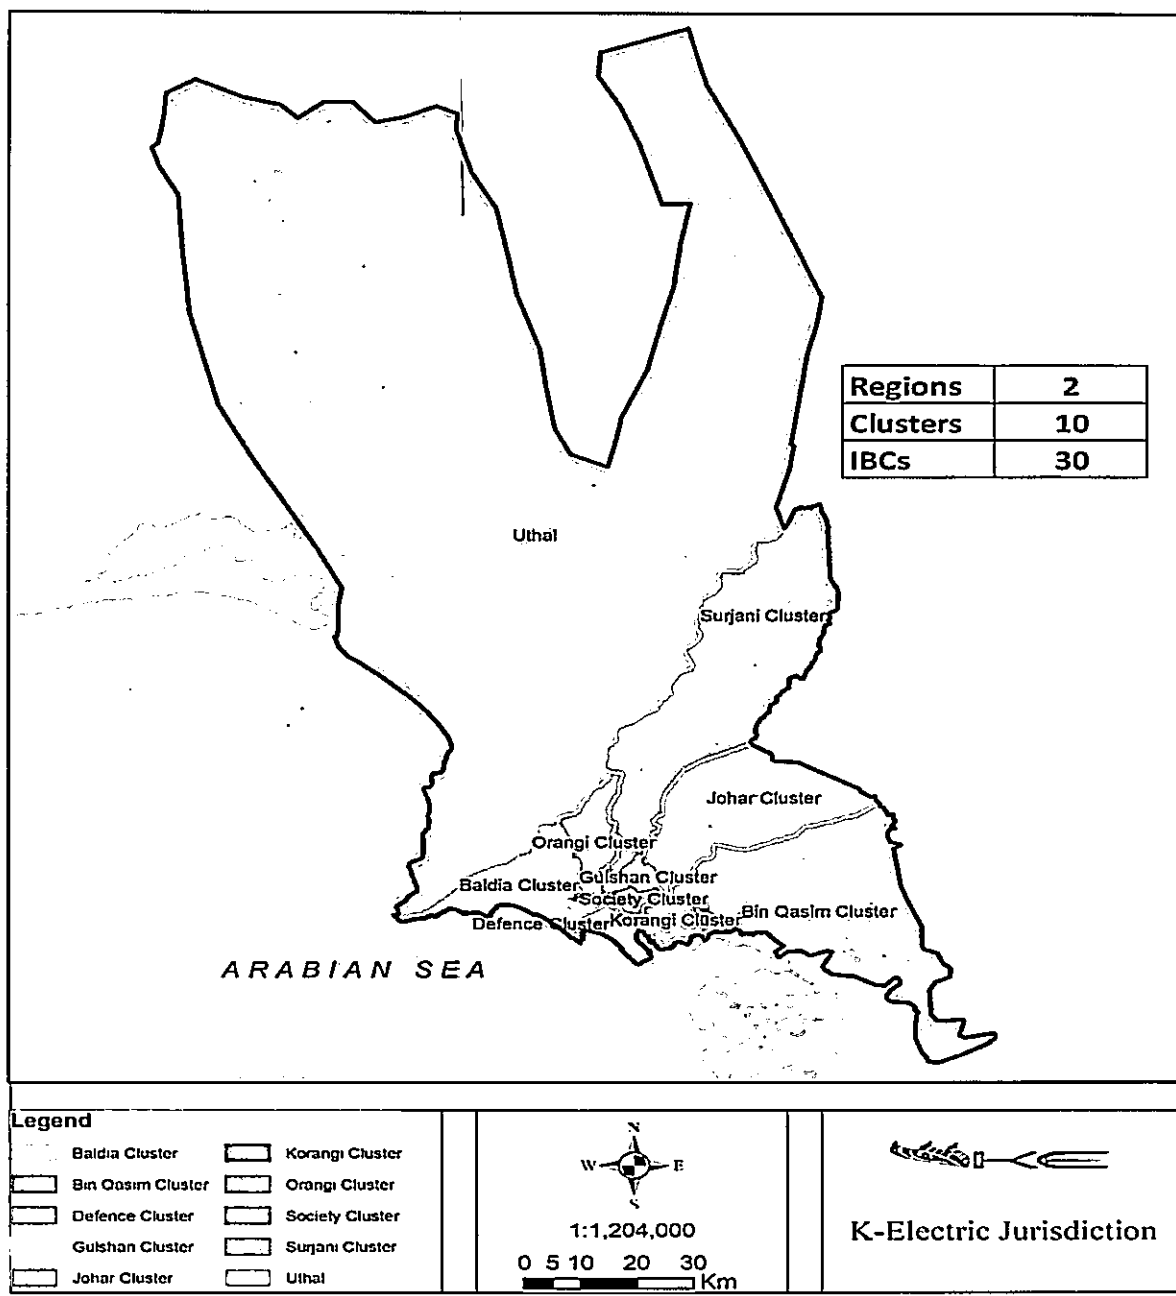 Regions 2
Clusters 10
IBCs 30
Uthal
Surjani Cluster
Johar Cluster
Orangi Cluster
Gulshan Cluster
Baldia Cluster
Society Cluster
Defence Cluster
Korangi Cluster
Bin Qasim Cluster
ARABIAN SEA
Legend
Baldia Cluster
Bin Qasim Cluster
Defence Cluster
Gulshan Cluster
Johar Cluster
Korangi Cluster
Orangi Cluster
Society Cluster
Surjani Cluster
Uthal
N
W E
S
1:1,204,000
0 5 10 20 30
Km
K-Electric Jurisdiction